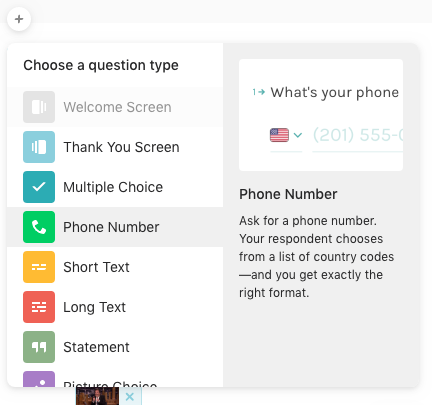 Choose a question type
Welcome Screen
Thank You Screen
Multiple Choice
Phone Number
Short Text
Long Text
Statement
Picture Choice
1
What's your phone
(201) 555-0
Phone Number
Ask for a phone number.
Your respondent chooses
from a list of country codes
—and you get exactly the
right format.